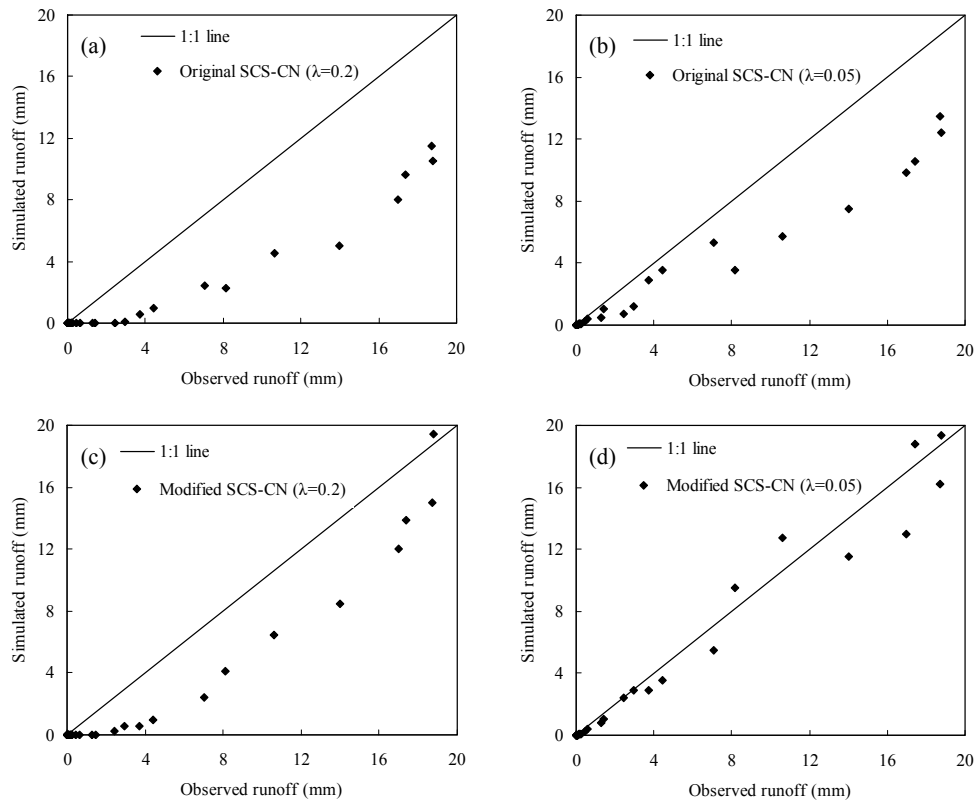 (a)
1:1 line
Original SCS-CN (λ=0.2)
Simulated runoff (mm)
20
16
12
8
4
0
0 4 8 12 16 20
Observed runoff (mm)
(b)
1:1 line
Original SCS-CN (λ=0.05)
Simulated runoff (mm)
20
16
12
8
4
0
0 4 8 12 16 20
Observed runoff (mm)
(c)
1:1 line
Modified SCS-CN (λ=0.2)
Simulated runoff (mm)
20
16
12
8
4
0
0 4 8 12 16 20
Observed runoff (mm)
(d)
1:1 line
Modified SCS-CN (λ=0.05)
Simulated runoff (mm)
20
16
12
8
4
0
0 4 8 12 16 20
Observed runoff (mm)